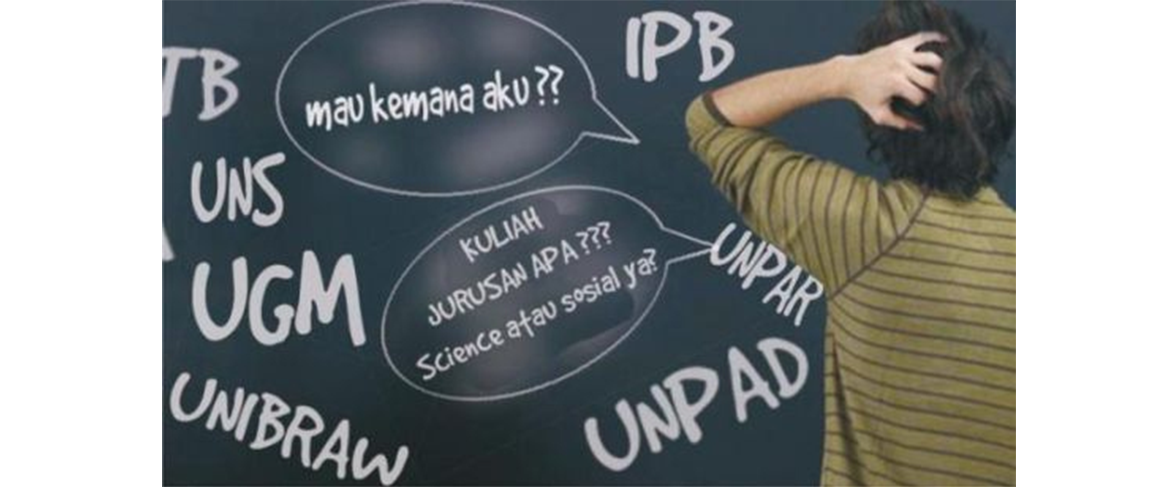 IPB
TB
mau kemana aku ??
UNS
KULIAH
JURUSAN APA ???
Science atau sosial ya?
UNPAR
UGM
UNPAD
UNIBRAW